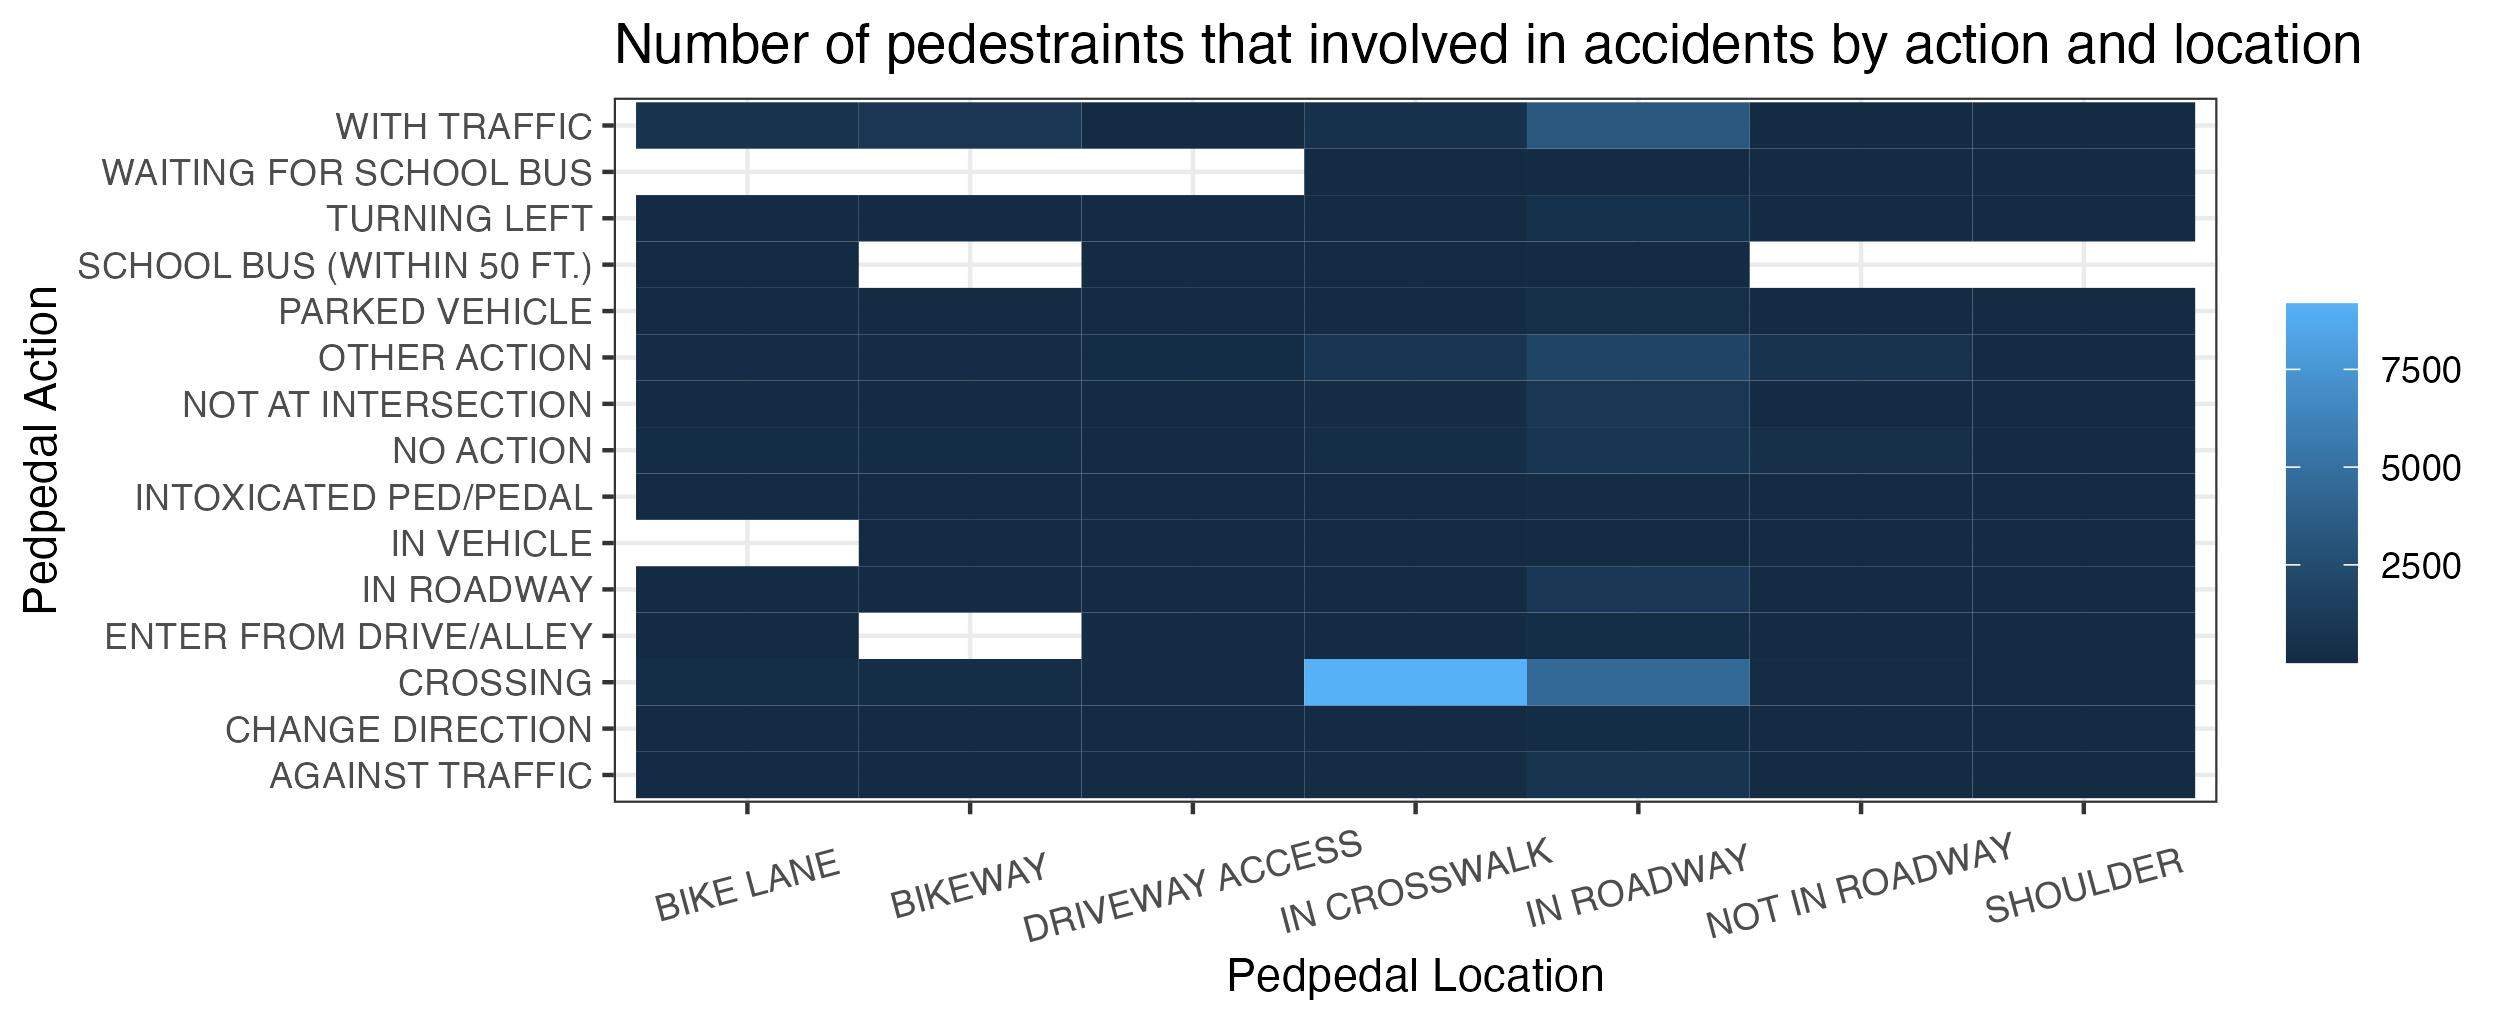 Number of pedestraints that involved in accidents by action and location
Pedpedal Action
WITH TRAFFIC
WAITING FOR SCHOOL BUS
TURNING LEFT
SCHOOL BUS (WITHIN 50 FT.)
PARKED VEHICLE
OTHER ACTION
NOT AT INTERSECTION
NO ACTION
INTOXICATED PED/PEDAL
IN VEHICLE
IN ROADWAY
ENTER FROM DRIVE/ALLEY
CROSSING
CHANGE DIRECTION
AGAINST TRAFFIC
7500
5000
2500
BIKE LANE
BIKEWAY
DRIVEWAY ACCESS
IN CROSSWALK
IN ROADWAY
NOT IN ROADWAY
SHOULDER
Pedpedal Location